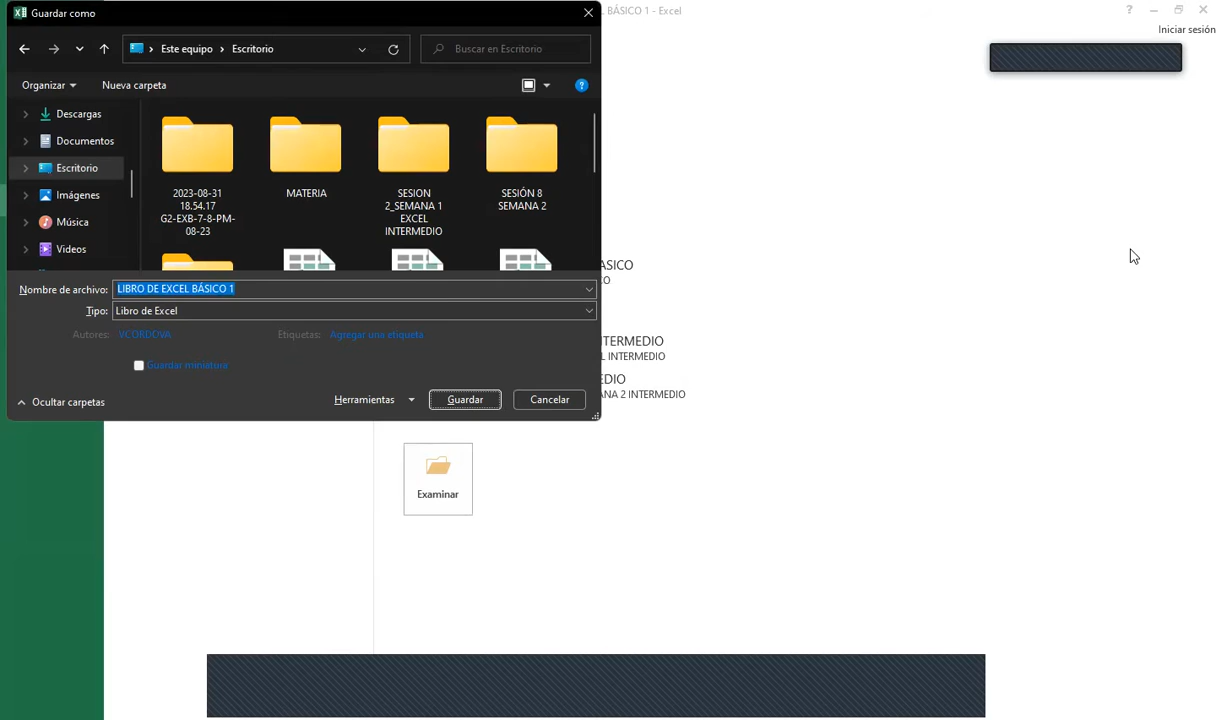 Guardar como
BÁSICO 1 - Excel
?
Iniciar sesión
Este equipo > Escritorio
Buscar en Escritorio
Organizar
Nueva carpeta
?
Descargas
Documentos
Escritorio
Imágenes
Música
Videos
2023-08-31
18.54.17
G2-EXB-7-8-PM-
08-23
MATERIA
SESION
2_SEMANA 1
EXCEL
INTERMEDIO
SESIÓN 8
SEMANA 2
Nombre de archivo: LIBRO DE EXCEL BÁSICO 1
Tipo: Libro de Excel
Autores: VCORDOVA
Etiquetas: Agregar una etiqueta
Guardar miniatura
Ocultar carpetas
Herramientas
Guardar
Cancelar
ASICO
CO
TERMEDIO
L INTERMEDIO
EDIO
ANA 2 INTERMEDIO
Examinar